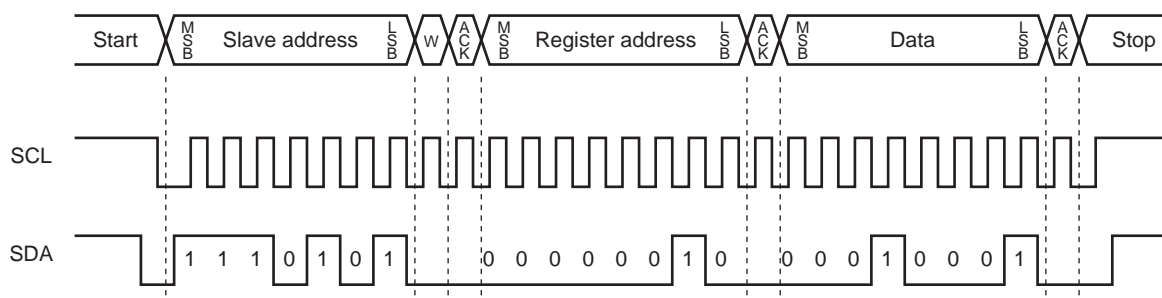 Start MSB Slave address LSB W ACK MSB Register address LSB ACK MSB Data LSB ACK Stop
SCL
SDA 1 1 1 0 1 0 1 0 0 0 0 0 0 1 0 0 0 0 1 0 0 0 1